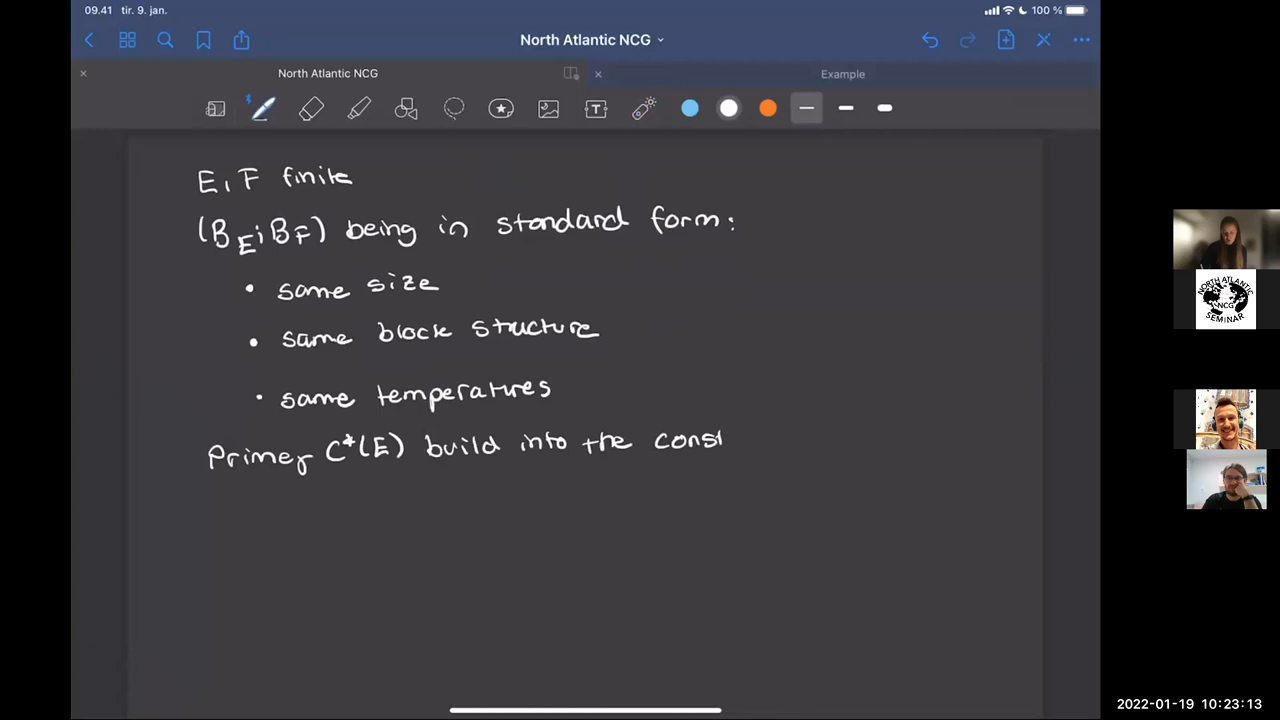 09.41 tir. 9. jan.
100 %
North Atlantic NCG
North Atlantic NCG
Example
E, F finite
(B_E, B_F) being in standard form:
• same size
• same block structure
• same temperatures
C*(E) build into the const
NORTH ATLANTIC
NCG
SEMINAR
2022-01-19 10:23:13